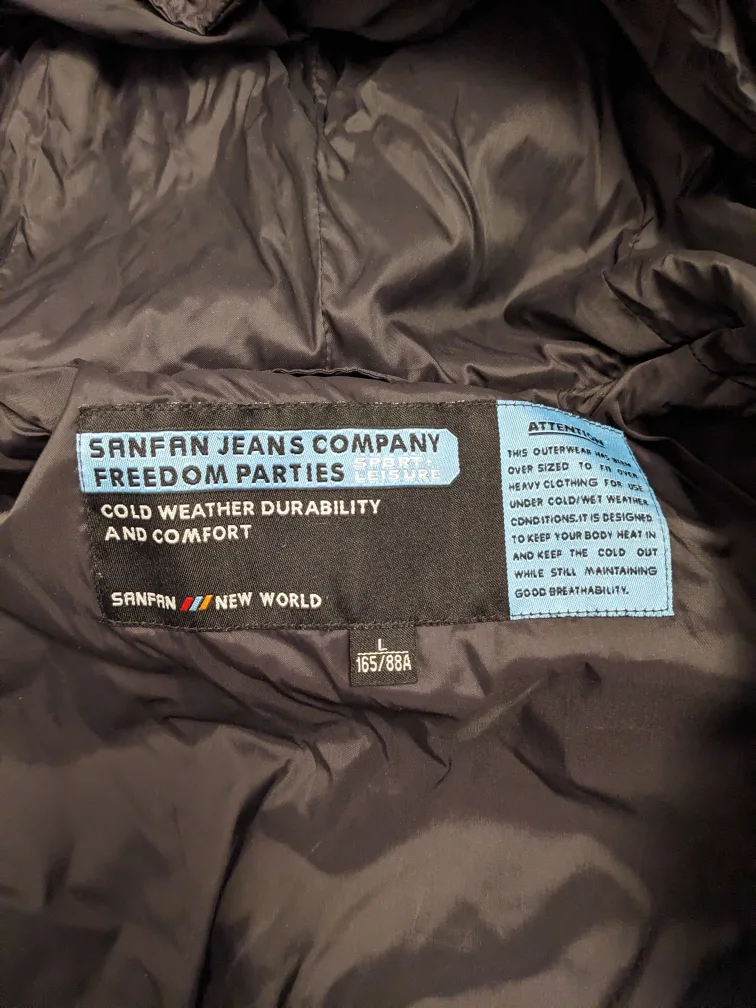 SANFAN JEANS COMPANY
FREEDOM PARTIES SPORT+
LEISURE
COLD WEATHER DURABILITY
AND COMFORT
SANFAN NEW WORLD
L
165/88A
ATTENTION
THIS OUTERWEAR HAS BEEN
OVER SIZED TO FIT OVER
HEAVY CLOTHING FOR USE
UNDER COLD/WET WEATHER
CONDITIONS.IT IS DESIGNED
TO KEEP YOUR BODY HEAT IN
AND KEEP THE COLD OUT
WHILE STILL MAINTAINING
GOOD BREATHABILITY.